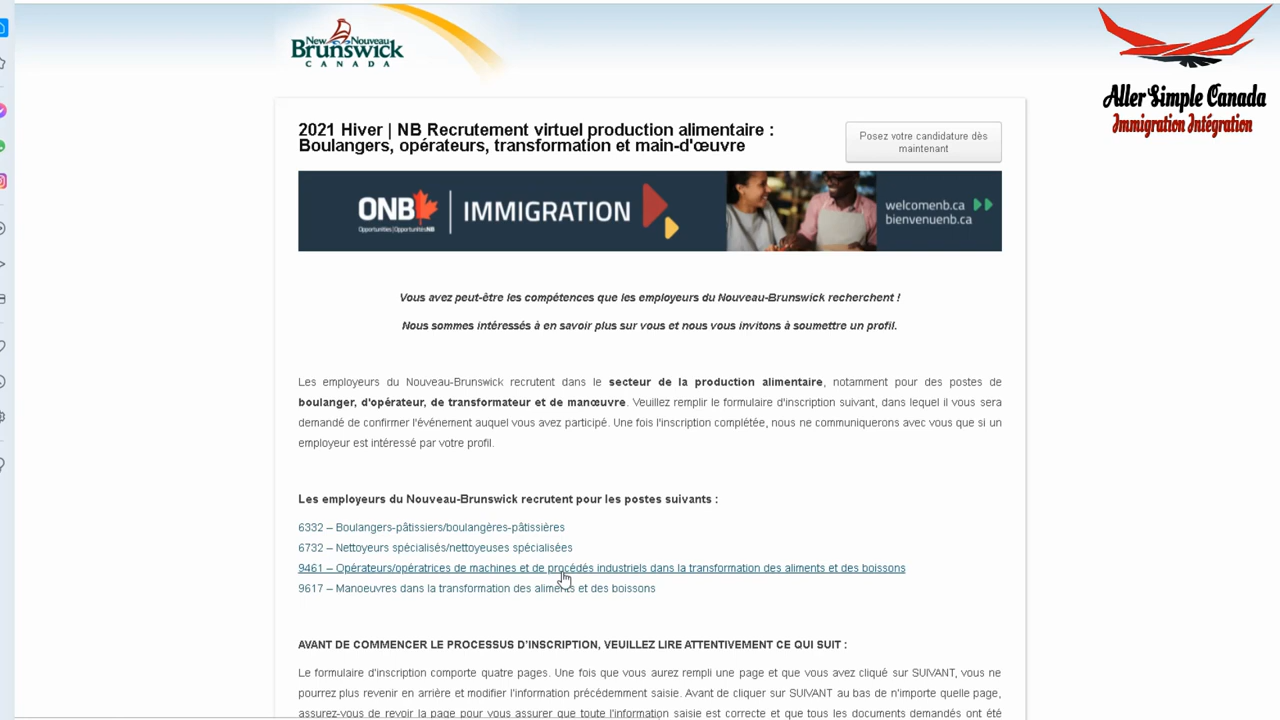 New Nouveau
Brunswick
CANADA
Aller Simple Canada
Immigration Intégration
2021 Hiver | NB Recrutement virtuel production alimentaire :
Boulangers, opérateurs, transformation et main-d'œuvre
Posez votre candidature dès
maintenant
ONB
Opportunities|OpportunitésNB
IMMIGRATION
welcomenb.ca
bienvenuenb.ca
Vous avez peut-être les compétences que les employeurs du Nouveau-Brunswick recherchent !
Nous sommes intéressés à en savoir plus sur vous et nous vous invitons à soumettre un profil.
Les employeurs du Nouveau-Brunswick recrutent dans le secteur de la production alimentaire, notamment pour des postes de
boulanger, d'opérateur, de transformateur et de manœuvre. Veuillez remplir le formulaire d'inscription suivant, dans lequel il vous sera
demandé de confirmer l'événement auquel vous avez participé. Une fois l'inscription complétée, nous ne communiquerons avec vous que si un
employeur est intéressé par votre profil.
Les employeurs du Nouveau-Brunswick recrutent pour les postes suivants :
6332 – Boulangers-pâtissiers/boulangères-pâtissières
6732 – Nettoyeurs spécialisés/nettoyeuses spécialisées
9461 – Opérateurs/opératrices de machines et de procédés industriels dans la transformation des aliments et des boissons
9617 – Manoeuvres dans la transformation des aliments et des boissons
AVANT DE COMMENCER LE PROCESSUS D'INSCRIPTION, VEUILLEZ LIRE ATTENTIVEMENT CE QUI SUIT :
Le formulaire d'inscription comporte quatre pages. Une fois que vous aurez rempli une page et que vous avez cliqué sur SUIVANT, vous ne
pourrez plus revenir en arrière et modifier l'information précédemment saisie. Avant de cliquer sur SUIVANT au bas de n'importe quelle page,
assurez-vous de revoir la page pour vous assurer que toute l'information saisie est correcte et que tous les documents demandés ont été